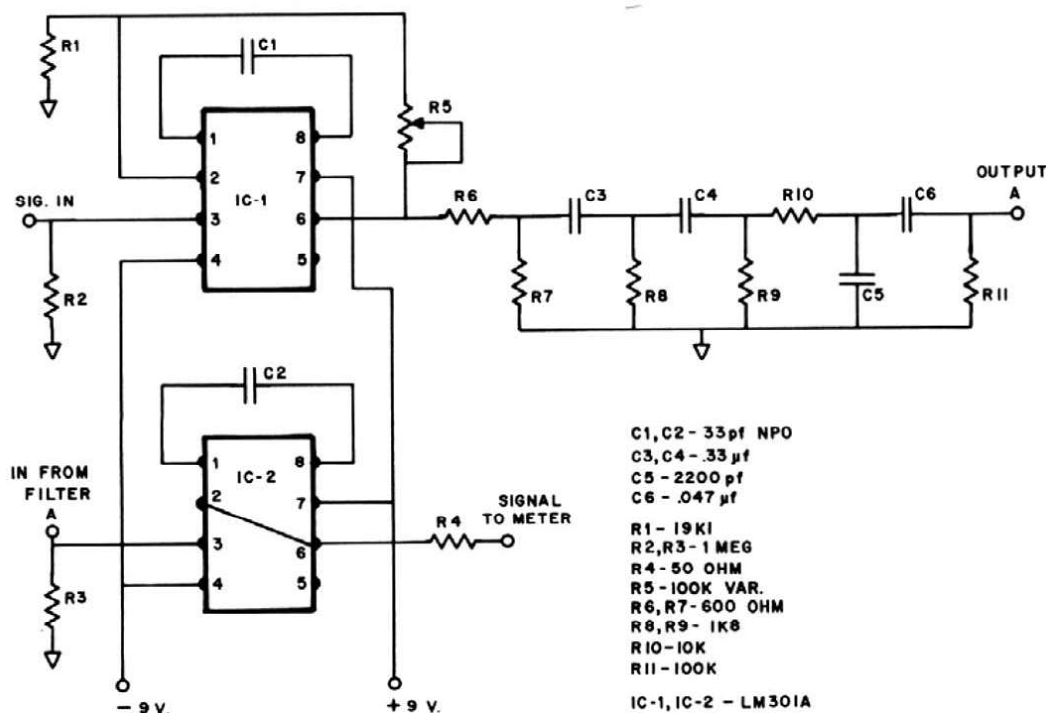 R1
C1
R5
1
8
2
7
IC-1
SIG. IN
3
6
4
5
R2
R6
C3
C4
R10
C6
OUTPUT
A
R7
R8
R9
C5
R11
C2
1
IC-2
8
2
7
IN FROM
FILTER
A
3
6
4
5
R3
R4
SIGNAL
TO METER
- 9 V.
+ 9 V.
C1, C2 - 33 pf NPO
C3, C4 - .33 µf
C5 - 2200 pf
C6 - .047 µf
R1 - 19K1
R2, R3 - 1 MEG
R4 - 50 OHM
R5 - 100K VAR.
R6, R7 - 600 OHM
R8, R9 - 1K8
R10 - 10K
R11 - 100K
IC-1, IC-2 - LM301A